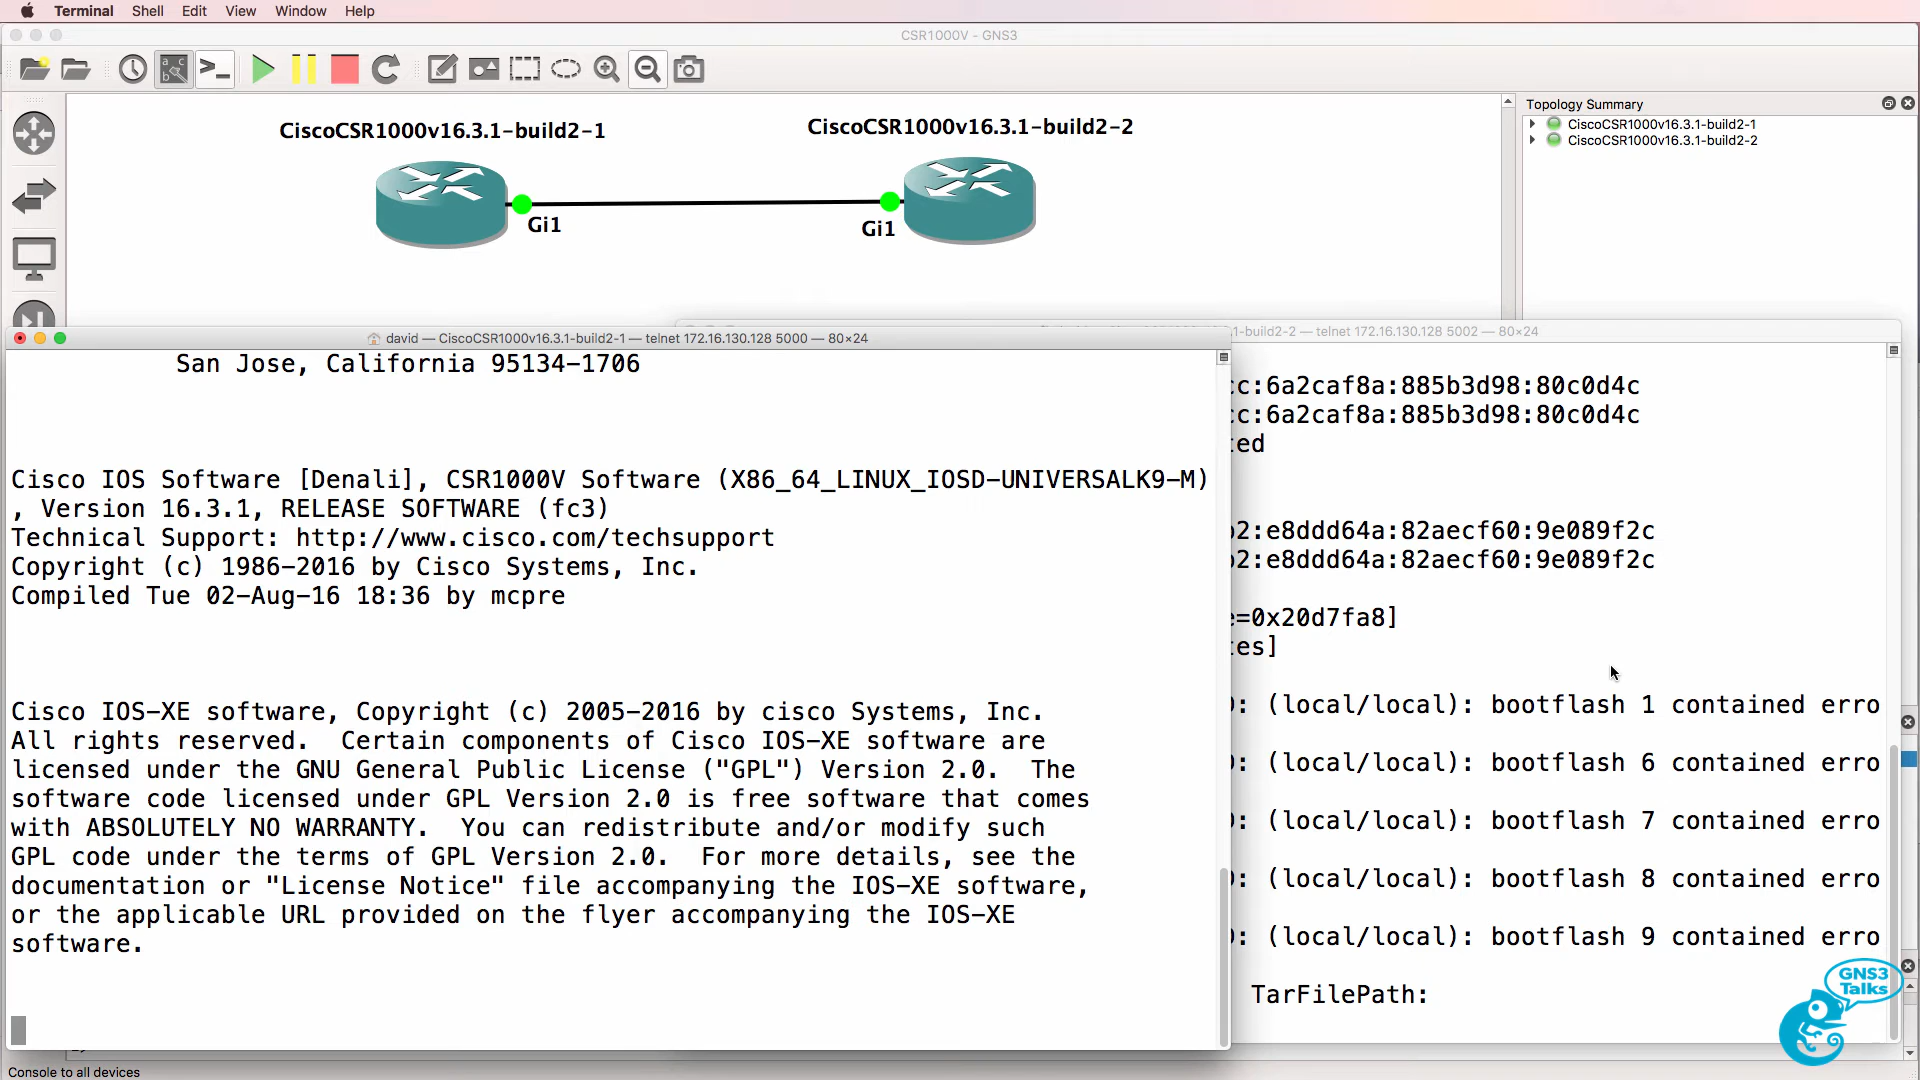 Terminal Shell Edit View Window Help
CSR1000V - GNS3
CiscoCSR1000v16.3.1-build2-1
CiscoCSR1000v16.3.1-build2-2
Gi1
Gi1
Topology Summary
CiscoCSR1000v16.3.1-build2-1
CiscoCSR1000v16.3.1-build2-2
david — CiscoCSR1000v16.3.1-build2-1 — telnet 172.16.130.128 5000 — 80×24
San Jose, California 95134-1706
Cisco IOS Software [Denali], CSR1000V Software (X86_64_LINUX_IOSD-UNIVERSALK9-M)
, Version 16.3.1, RELEASE SOFTWARE (fc3)
Technical Support: http://www.cisco.com/techsupport
Copyright (c) 1986-2016 by Cisco Systems, Inc.
Compiled Tue 02-Aug-16 18:36 by mcpre
Cisco IOS-XE software, Copyright (c) 2005-2016 by cisco Systems, Inc.
All rights reserved.  Certain components of Cisco IOS-XE software are
licensed under the GNU General Public License ("GPL") Version 2.0.  The
software code licensed under GPL Version 2.0 is free software that comes
with ABSOLUTELY NO WARRANTY.  You can redistribute and/or modify such
GPL code under the terms of GPL Version 2.0.  For more details, see the
documentation or "License Notice" file accompanying the IOS-XE software,
or the applicable URL provided on the flyer accompanying the IOS-XE
software.
1-build2-2 — telnet 172.16.130.128 5002 — 80×24
cc:6a2caf8a:885b3d98:80c0d4c
cc:6a2caf8a:885b3d98:80c0d4c
ted
2:e8ddd64a:82aecf60:9e089f2c
2:e8ddd64a:82aecf60:9e089f2c
e=0x20d7fa8]
tes]
: (local/local): bootflash 1 contained erro
: (local/local): bootflash 6 contained erro
: (local/local): bootflash 7 contained erro
: (local/local): bootflash 8 contained erro
: (local/local): bootflash 9 contained erro
TarFilePath:
GNS3
Talks
Console to all devices